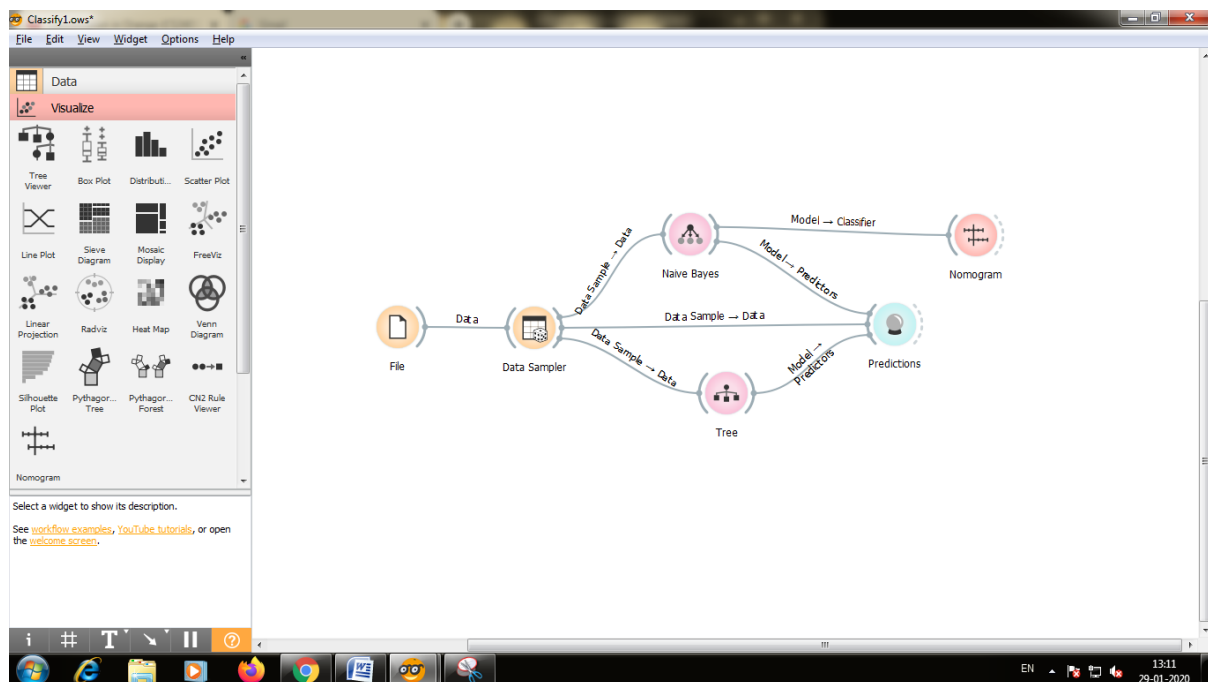 Classify1.ows*
File Edit View Widget Options Help
Data
Visualize
Tree Viewer
Box Plot
Distributi...
Scatter Plot
Line Plot
Sieve Diagram
Mosaic Display
FreeViz
Linear Projection
Radviz
Heat Map
Venn Diagram
Silhouette Plot
Pythagor... Tree
Pythagor... Forest
CN2 Rule Viewer
Nomogram
Select a widget to show its description.
See workflow examples, YouTube tutorials, or open
the welcome screen.
File
Data
Data Sampler
Data Sample → Data
Naive Bayes
Model → Classifier
Nomogram
Model → Predictors
Data Sample → Data
Predictions
Data Sample → Data
Tree
Model →
Predictors
EN
13:11
29-01-2020